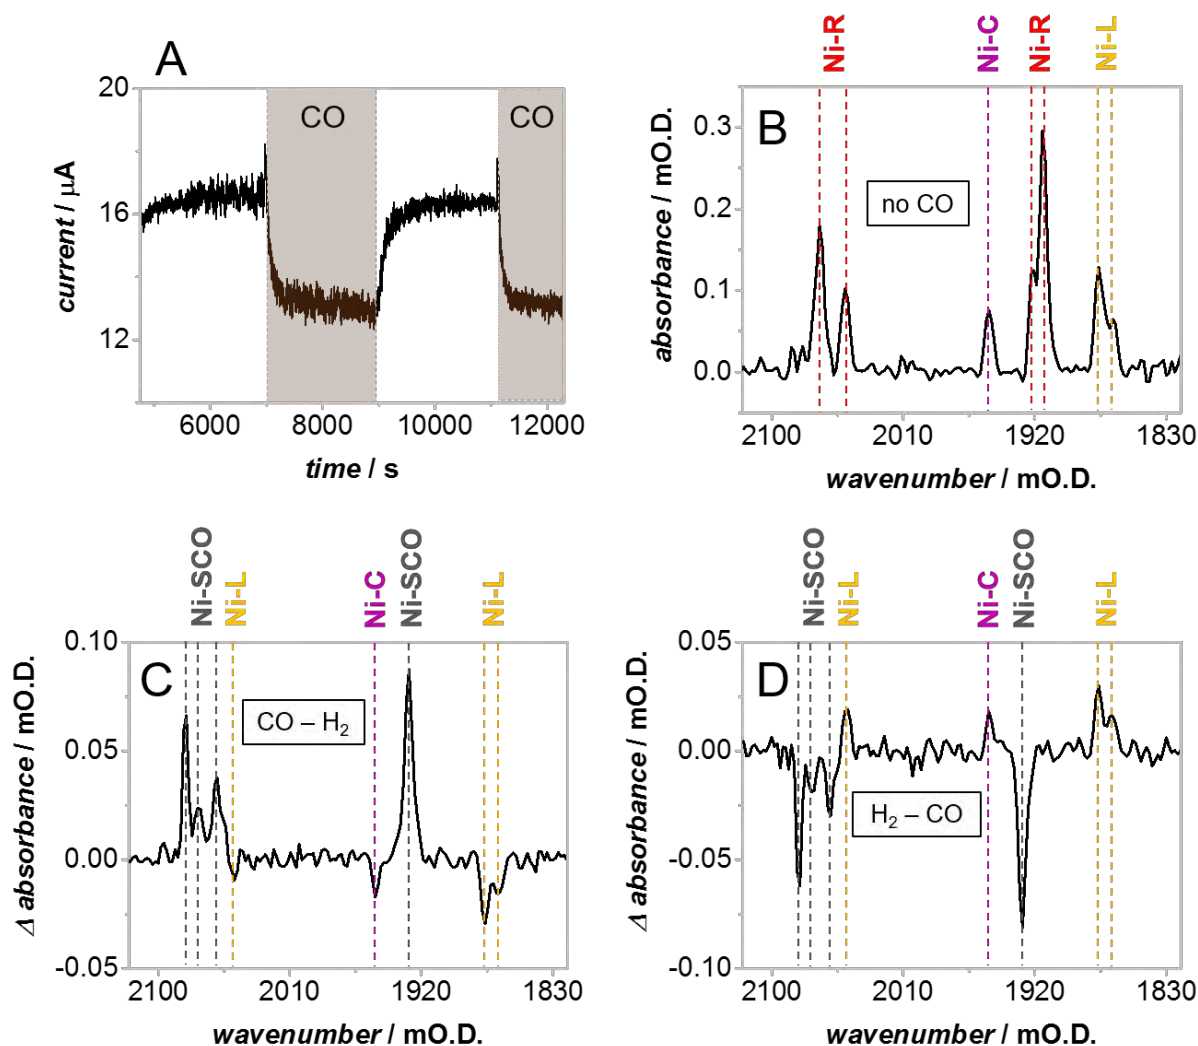 A
CO
CO
20
16
12
current / μA
6000 8000 10000 12000
time / s
Ni-R Ni-C Ni-R Ni-L
B
no CO
0.3
0.2
0.1
0.0
absorbance / mO.D.
2100 2010 1920 1830
wavenumber / mO.D.
Ni-SCO Ni-L Ni-C Ni-SCO Ni-L
C
CO – H₂
0.10
0.05
0.00
-0.05
Δ absorbance / mO.D.
2100 2010 1920 1830
wavenumber / mO.D.
Ni-SCO Ni-L Ni-C Ni-SCO Ni-L
D
H₂ – CO
0.05
0.00
-0.05
-0.10
Δ absorbance / mO.D.
2100 2010 1920 1830
wavenumber / mO.D.